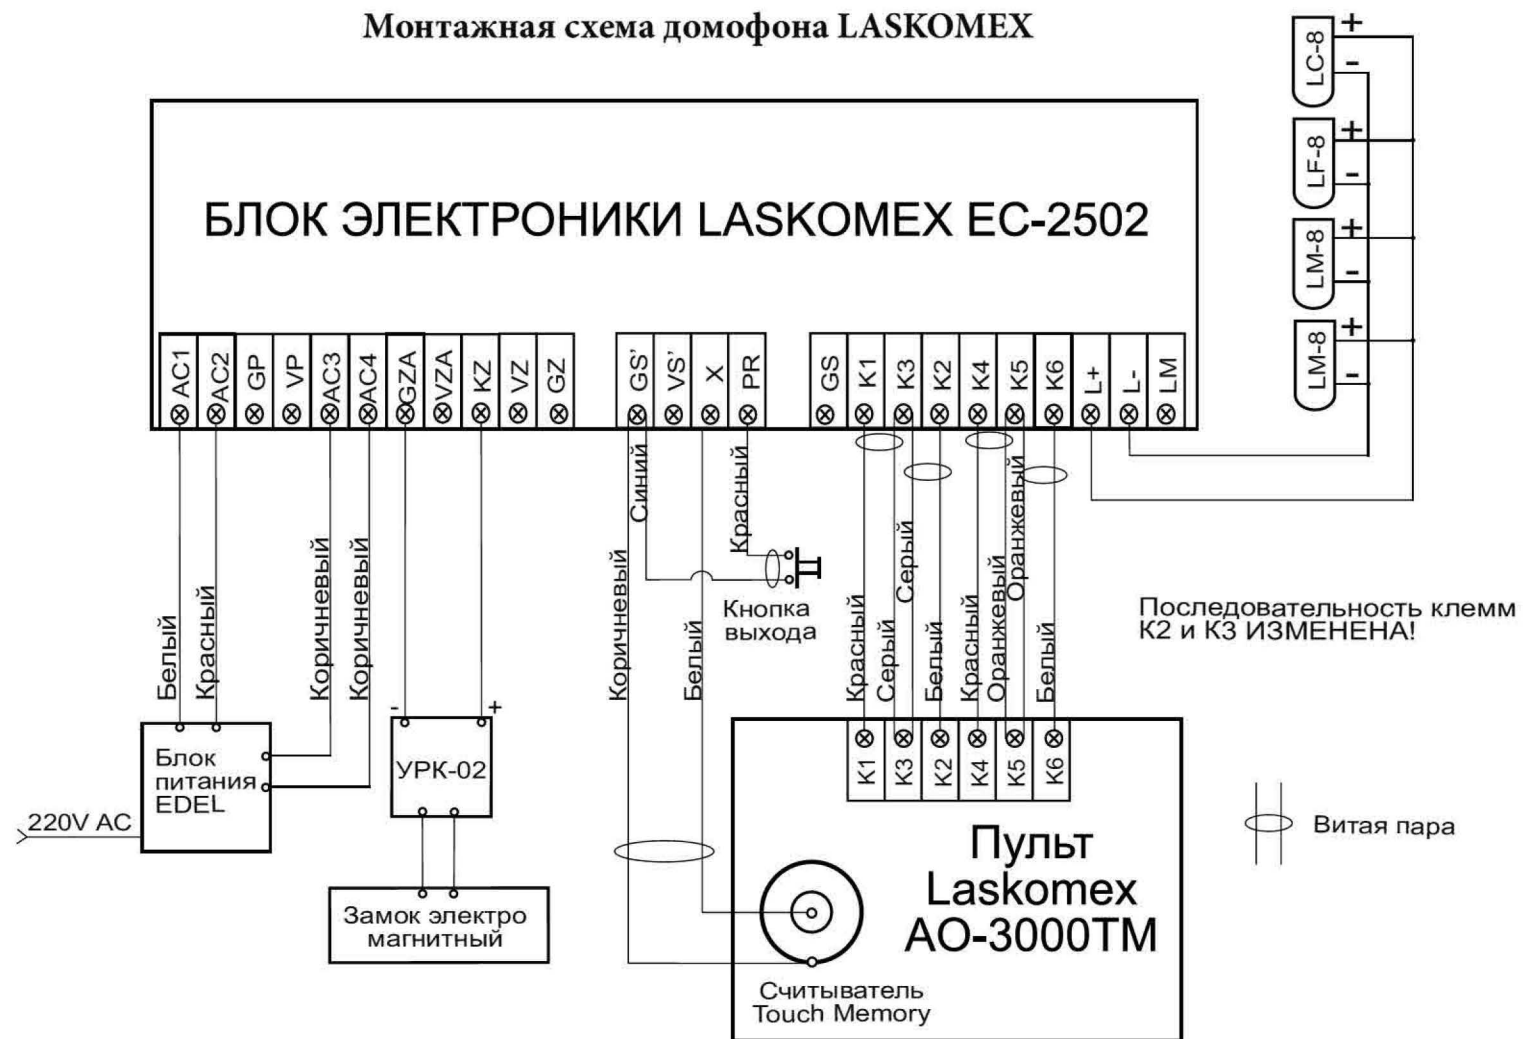 Монтажная схема домофона LASKOMEX
LC-8
+
-
LF-8
+
-
LM-8
+
-
LM-8
+
-
БЛОК ЭЛЕКТРОНИКИ LASKOMEX EC-2502
AC1 AC2 GP VP AC3 AC4 GZA VZA KZ VZ GZ GS' VS' X PR GS K1 K3 K2 K4 K5 K6 L+ L- LM
Белый
Красный
Коричневый
Коричневый
Коричневый
Синий
Белый
Красный
Красный
Серый
Серый
Белый
Красный
Оранжевый
Оранжевый
Белый
Кнопка
выхода
Последовательность клемм
К2 и К3 ИЗМЕНЕНА!
Блок
питания
EDEL
220V AC
- +
УРК-02
Замок электро
магнитный
K1 K3 K2 K4 K5 K6
Пульт
Laskomex
АО-3000ТМ
Считыватель
Touch Memory
Витая пара